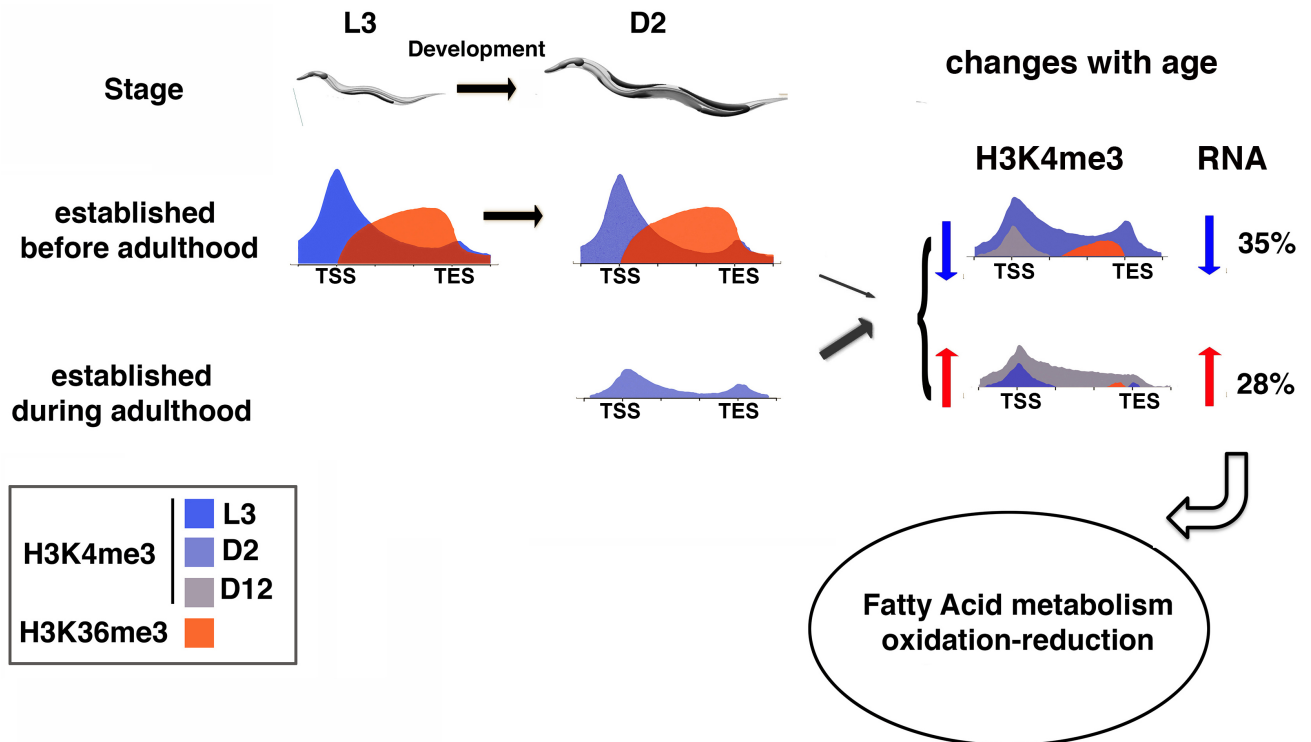 L3
D2
Development
changes with age
Stage
H3K4me3
RNA
established
before adulthood
35%
TSS
TES
TSS
TES
TSS
TES
established
during adulthood
28%
TSS
TES
TSS
TES
L3
H3K4me3
D2
D12
H3K36me3
Fatty Acid metabolism
oxidation-reduction